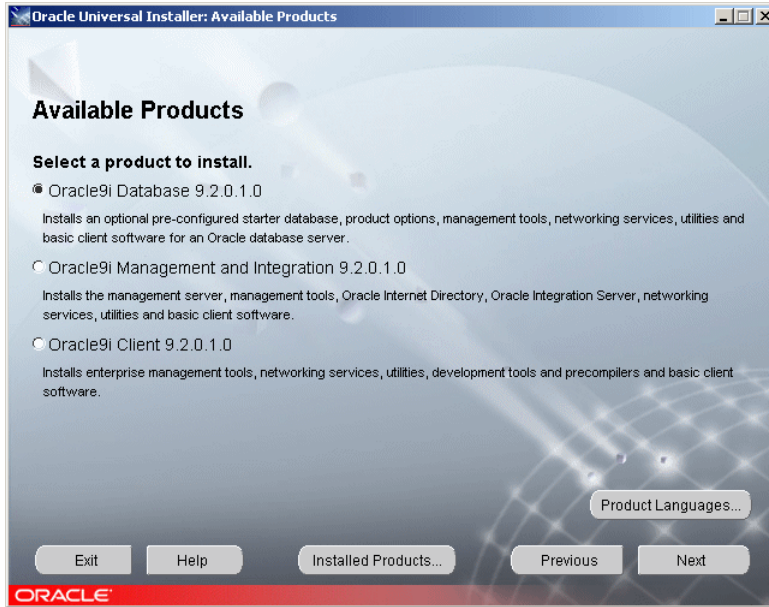 Oracle Universal Installer: Available Products
Available Products
Select a product to install.
Oracle9i Database 9.2.0.1.0
Installs an optional pre-configured starter database, product options, management tools, networking services, utilities and
basic client software for an Oracle database server.
Oracle9i Management and Integration 9.2.0.1.0
Installs the management server, management tools, Oracle Internet Directory, Oracle Integration Server, networking
services, utilities and basic client software.
Oracle9i Client 9.2.0.1.0
Installs enterprise management tools, networking services, utilities, development tools and precompilers and basic client
software.
Product Languages...
Exit Help Installed Products... Previous Next
ORACLE